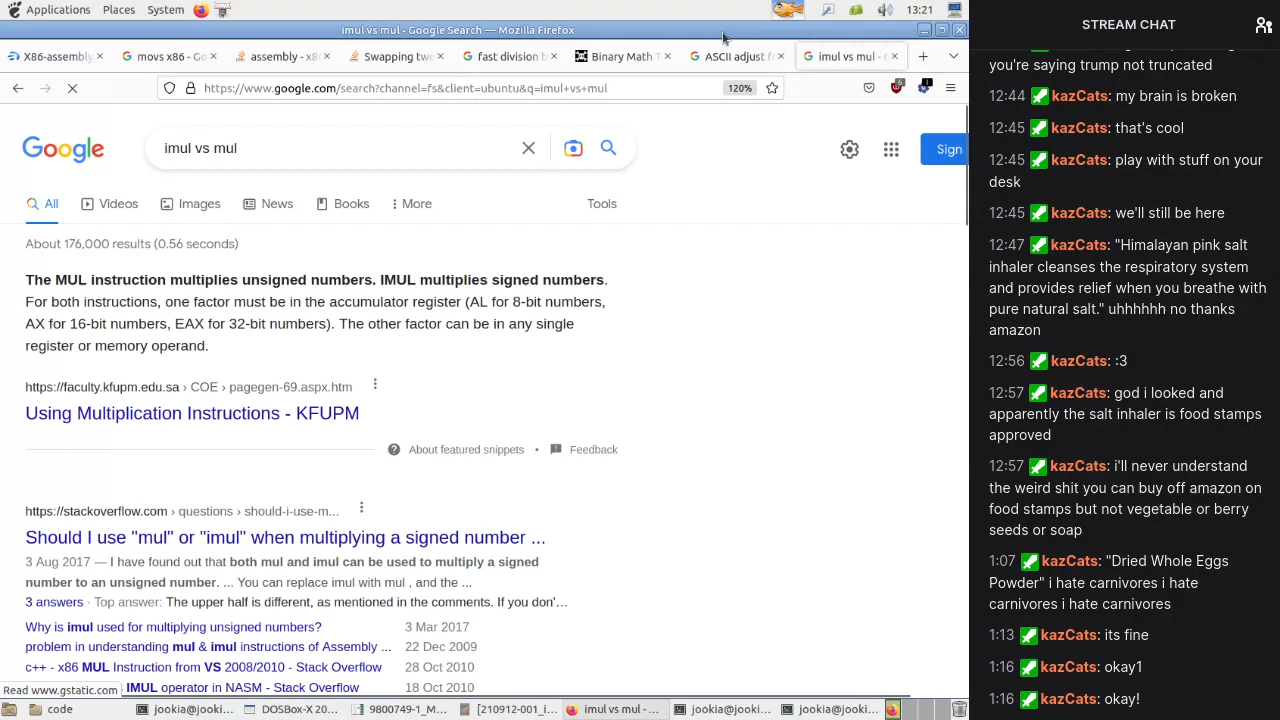 Applications Places System 13:21
imul vs mul - Google Search — Mozilla Firefox
X86-assembly
movs x86 - Go
assembly - x8
Swapping two
fast division b
Binary Math T
ASCII adjust f
imul vs mul - G
https://www.google.com/search?channel=fs&client=ubuntu&q=imul+vs+mul 120% 6
Google imul vs mul Sign
All Videos Images News Books More Tools
About 176,000 results (0.56 seconds)
The MUL instruction multiplies unsigned numbers. IMUL multiplies signed numbers.
For both instructions, one factor must be in the accumulator register (AL for 8-bit numbers,
AX for 16-bit numbers, EAX for 32-bit numbers). The other factor can be in any single
register or memory operand.
https://faculty.kfupm.edu.sa › COE › pagegen-69.aspx.htm
Using Multiplication Instructions - KFUPM
About featured snippets • Feedback
https://stackoverflow.com › questions › should-i-use-m...
Should I use "mul" or "imul" when multiplying a signed number ...
3 Aug 2017 — I have found out that both mul and imul can be used to multiply a signed
number to an unsigned number. ... You can replace imul with mul , and the ...
3 answers · Top answer: The upper half is different, as mentioned in the comments. If you don'...
Why is imul used for multiplying unsigned numbers? 3 Mar 2017
problem in understanding mul & imul instructions of Assembly ... 22 Dec 2009
c++ - x86 MUL Instruction from VS 2008/2010 - Stack Overflow 28 Oct 2010
IMUL operator in NASM - Stack Overflow 18 Oct 2010
Read www.gstatic.com
code
jookia@jooki...
DOSBox-X 20...
[210912-001_i...
imul vs mul - ...
jookia@jooki...
jookia@jooki...
STREAM CHAT
you're saying trump not truncated
12:44 kazCats: my brain is broken
12:45 kazCats: that's cool
12:45 kazCats: play with stuff on your
desk
12:45 kazCats: we'll still be here
12:47 kazCats: "Himalayan pink salt
inhaler cleanses the respiratory system
and provides relief when you breathe with
pure natural salt." uhhhhhh no thanks
amazon
12:56 kazCats: :3
12:57 kazCats: god i looked and
apparently the salt inhaler is food stamps
approved
12:57 kazCats: i'll never understand
the weird shit you can buy off amazon on
food stamps but not vegetable or berry
seeds or soap
1:07 kazCats: "Dried Whole Eggs
Powder" i hate carnivores i hate
carnivores i hate carnivores
1:13 kazCats: its fine
1:16 kazCats: okay1
1:16 kazCats: okay!